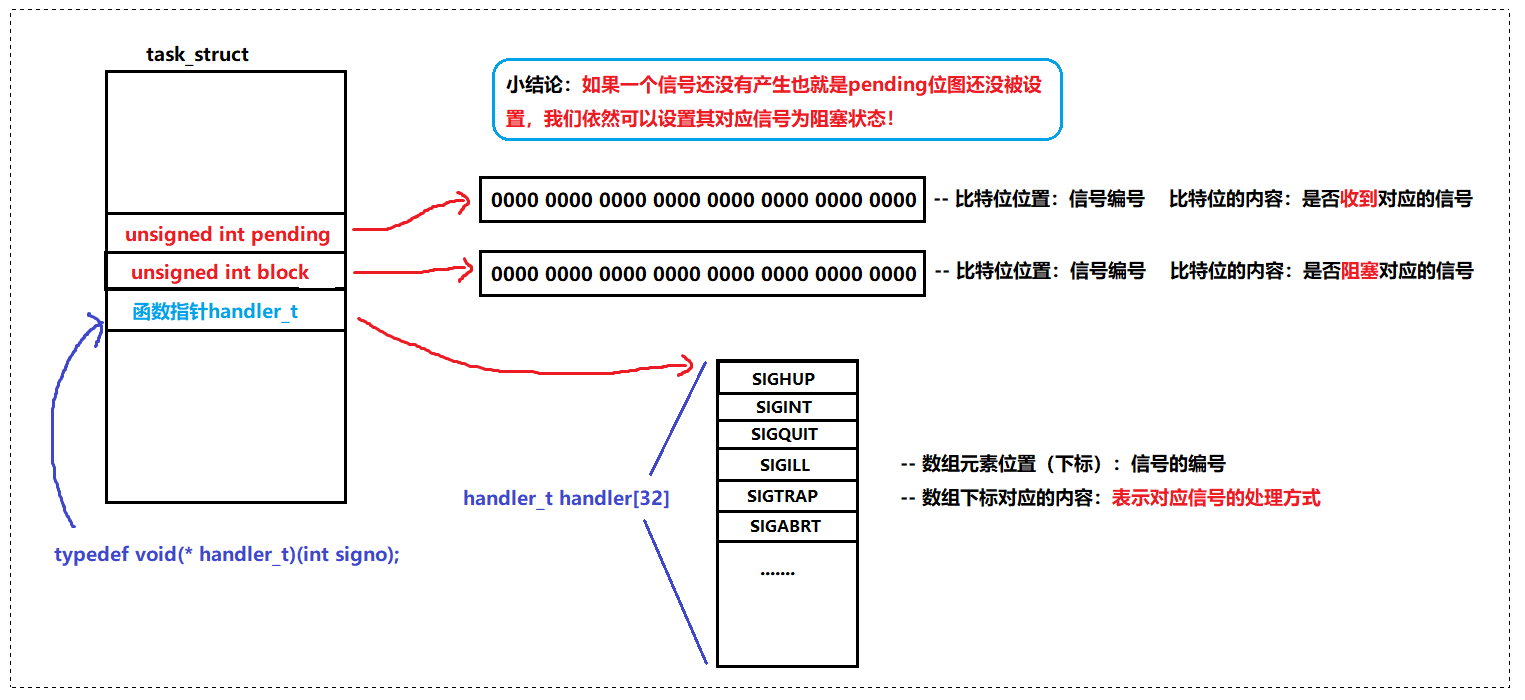 task_struct
小结论：如果一个信号还没有产生也就是pending位图还没被设
置，我们依然可以设置其对应信号为阻塞状态！
unsigned int pending
0000 0000 0000 0000 0000 0000 0000 0000
-- 比特位位置：信号编号 比特位的内容：是否收到对应的信号
unsigned int block
0000 0000 0000 0000 0000 0000 0000 0000
-- 比特位位置：信号编号 比特位的内容：是否阻塞对应的信号
函数指针handler_t
SIGHUP
SIGINT
SIGQUIT
SIGILL
-- 数组元素位置（下标）：信号的编号
handler_t handler[32]
SIGTRAP
-- 数组下标对应的内容：表示对应信号的处理方式
SIGABRT
typedef void(* handler_t)(int signo);
.......